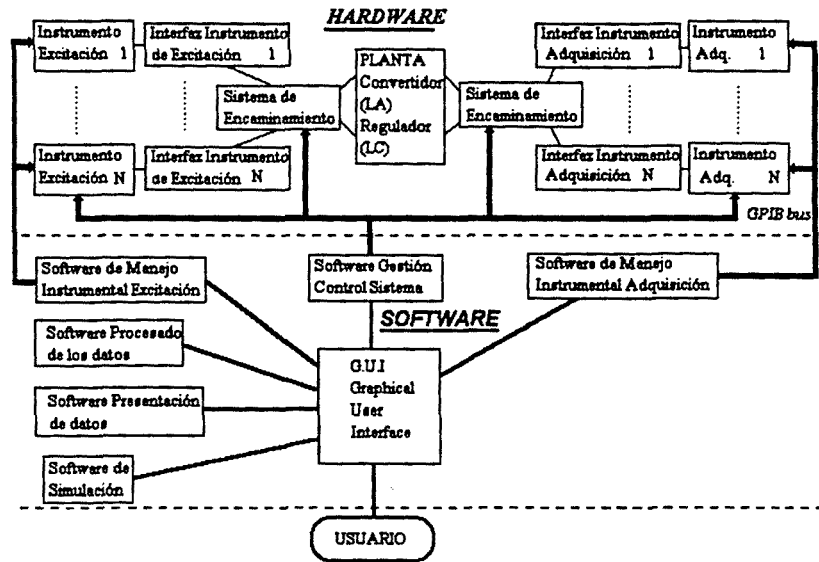 HARDWARE
Instrumento
Excitación 1
Interfaz Instrumento
de Excitación 1
PLANTA
Convertidor
(LA)
Regulador
(LC)
Interfaz Instrumento
Adquisición 1
Instrumento
Adq. 1
Sistema de
Encaminamiento
Sistema de
Encaminamiento
Instrumento
Excitación N
Interfaz Instrumento
de Excitación N
Interfaz Instrumento
Adquisición N
Instrumento
Adq. N
GPIB bus
Software de Manejo
Instrumental Excitación
Software Gestión
Control Sistema
Software de Manejo
Instrumental Adquisición
SOFTWARE
Software Procesado
de los datos
G.U.I
Graphical
User
Interface
Software Presentación
de datos
Software de
Simulación
USUARIO